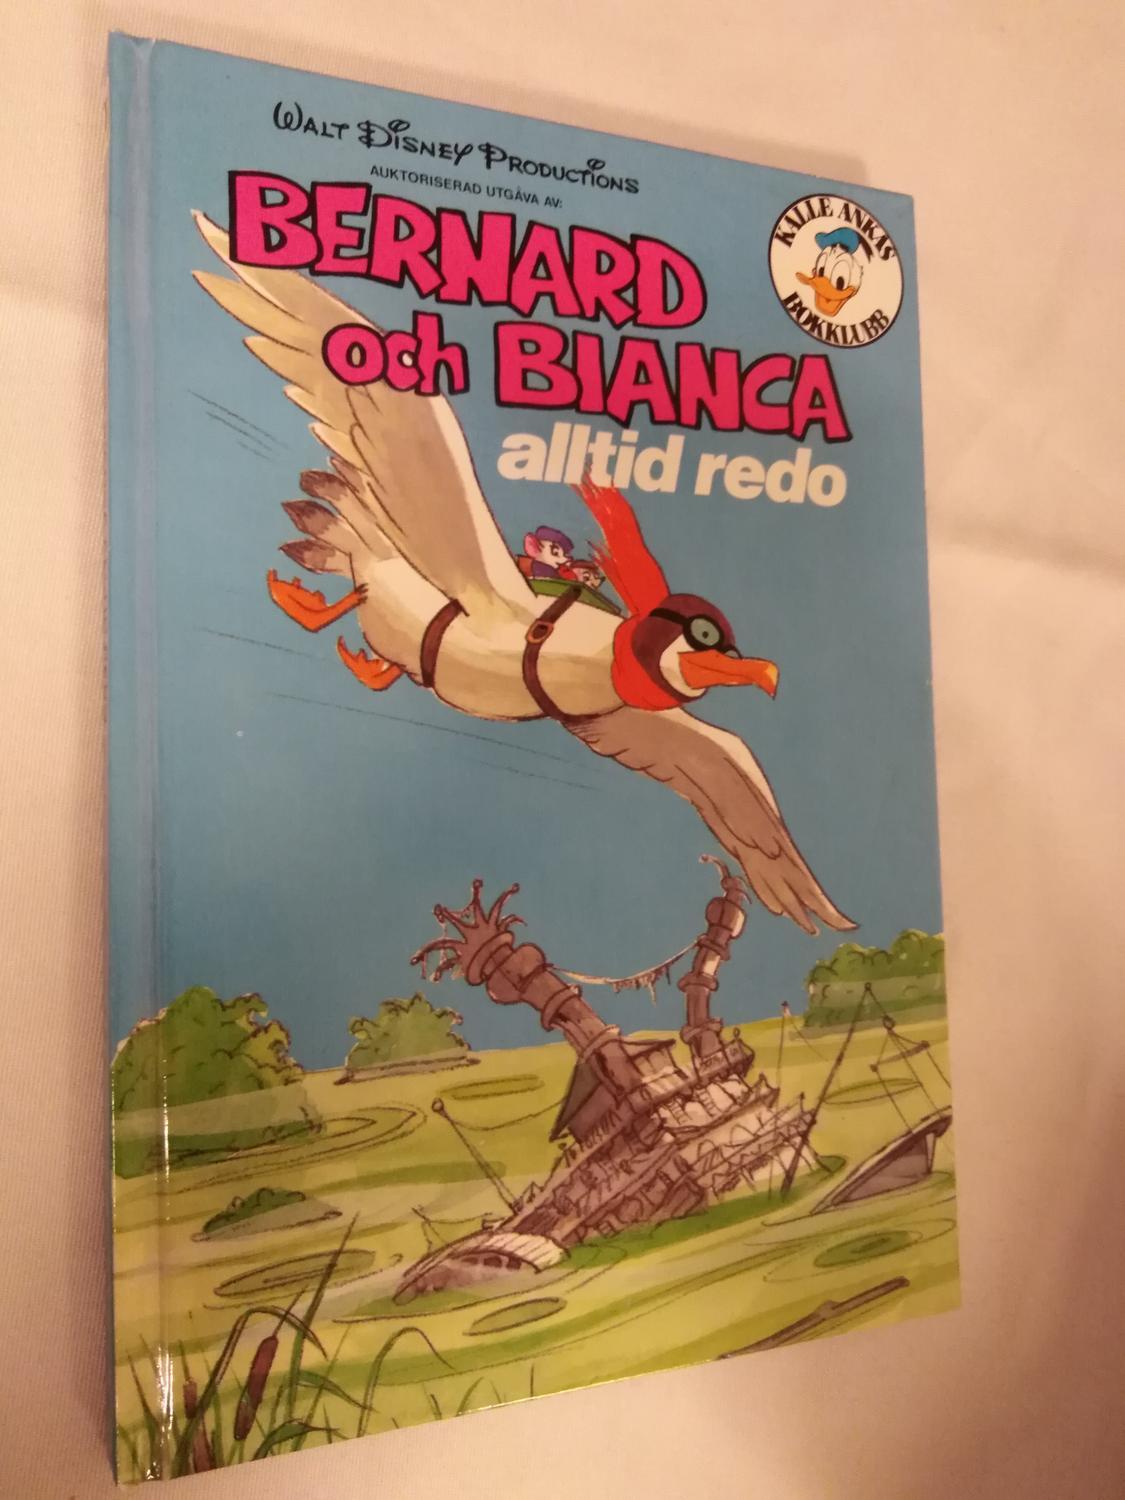 WALT DISNEY PRODUCTIONS
AUKTORISERAD UTGÅVA AV:
BERNARD
och BIANCA
alltid redo
KALLE ANKAS
BOKKLUBB